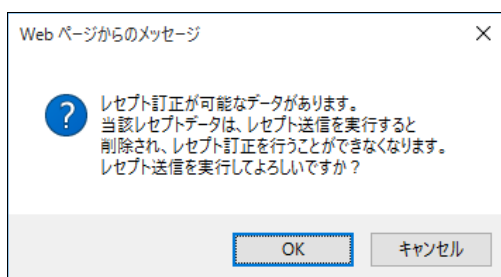 Web ページからのメッセージ
レセプト訂正が可能なデータがあります。
当該レセプトデータは、レセプト送信を実行すると
削除され、レセプト訂正を行うことができなくなります。
レセプト送信を実行してよろしいですか？
OK
キャンセル